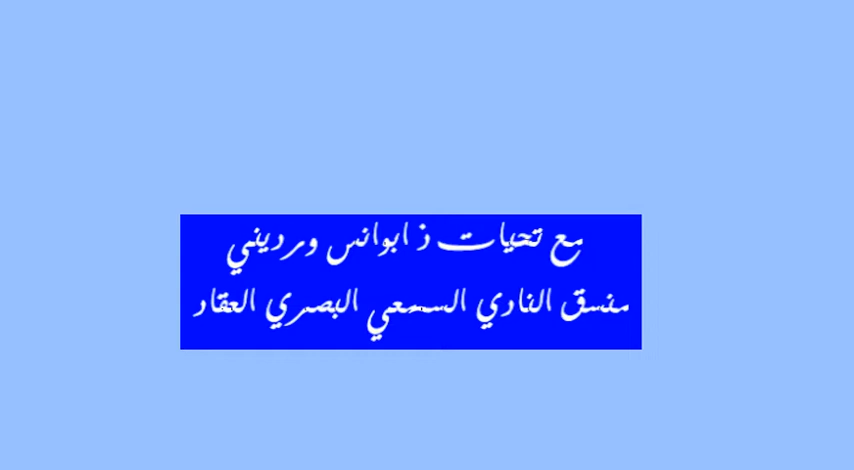 مع تحيات ذ ابوانس ورديني
منسق النادي السمعي البصري العقاد